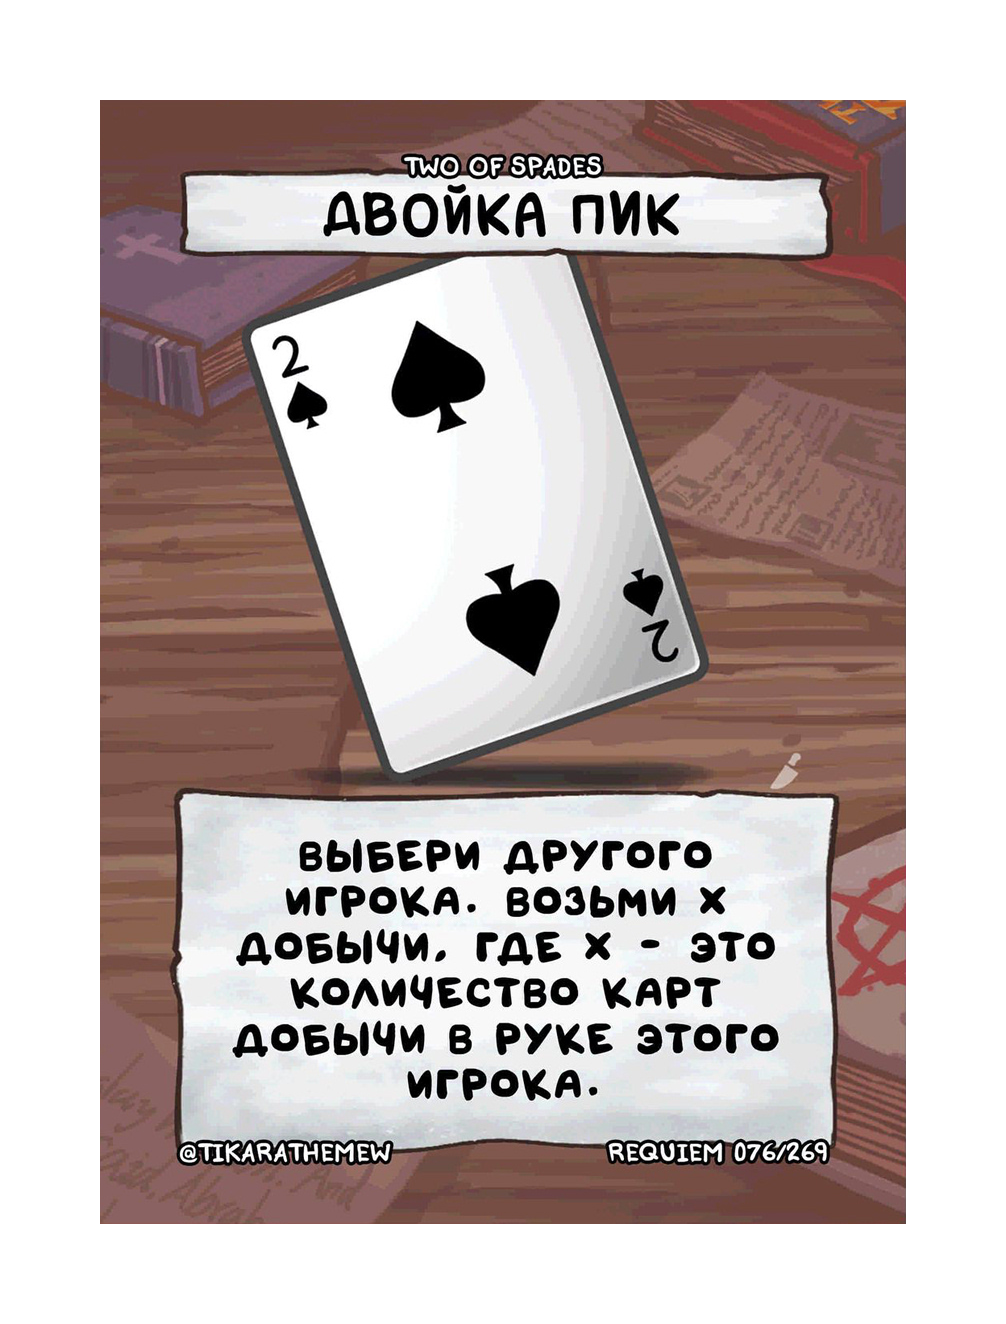 TWO OF SPADES
ДВОЙКА ПИК
2
2
ВЫБЕРИ ДРУГОГО
ИГРОКА. ВОЗЬМИ X
ДОБЫЧИ, ГДЕ X - ЭТО
КОЛИЧЕСТВО КАРТ
ДОБЫЧИ В РУКЕ ЭТОГО
ИГРОКА.
@TIKARATHEMEW
REQUIEM 076/269